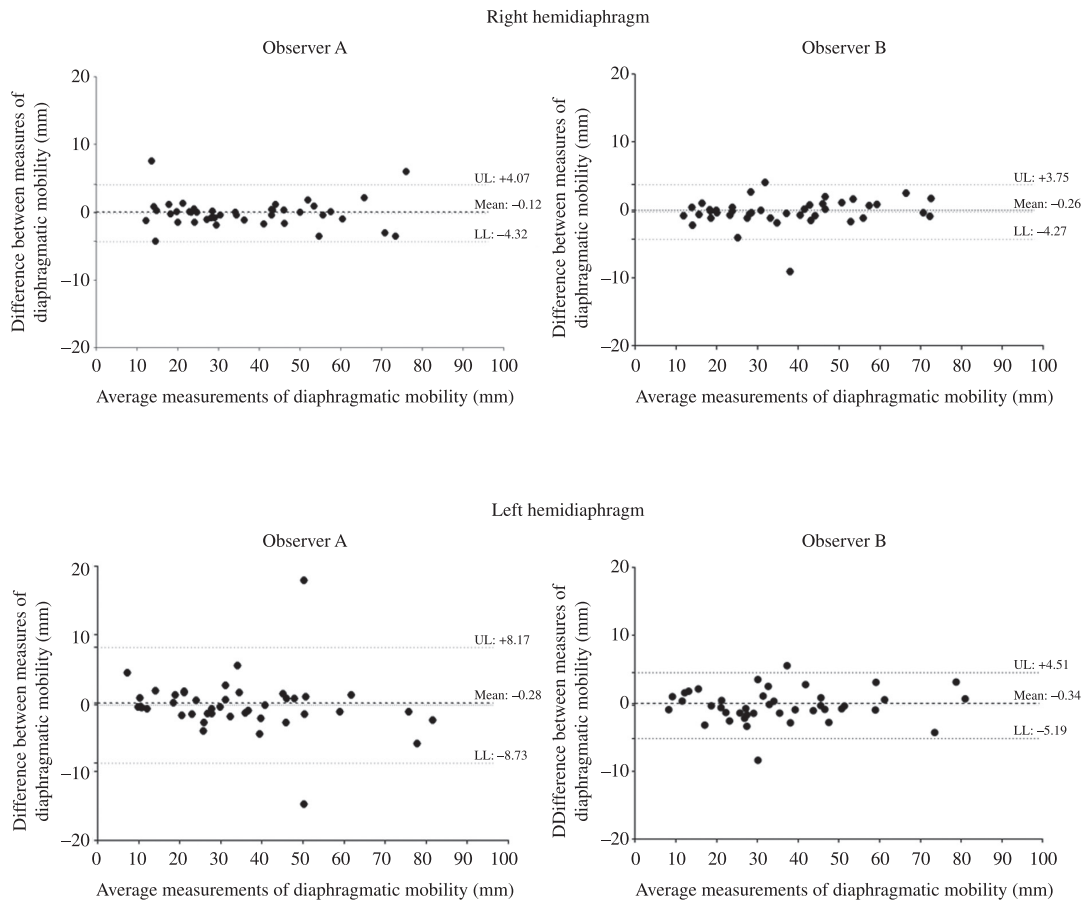 Right hemidiaphragm
Observer A
Difference between measures of
diaphragmatic mobility (mm)
20
10
0
−10
−20
UL: +4.07
Mean: −0.12
LL: −4.32
0 10 20 30 40 50 60 70 80 90 100
Average measurements of diaphragmatic mobility (mm)
Observer B
Difference between measures of
diaphragmatic mobility (mm)
20
10
0
−10
−20
UL: +3.75
Mean: −0.26
LL: −4.27
0 10 20 30 40 50 60 70 80 90 100
Average measurements of diaphragmatic mobility (mm)
Left hemidiaphragm
Observer A
Difference between measures of
diaphragmatic mobility (mm)
20
10
0
−10
−20
UL: +8.17
Mean: −0.28
LL: −8.73
0 10 20 30 40 50 60 70 80 90 100
Average measurements of diaphragmatic mobility (mm)
Observer B
DDifference between measures of
diaphragmatic mobility (mm)
20
10
0
−10
−20
UL: +4.51
Mean: −0.34
LL: −5.19
0 10 20 30 40 50 60 70 80 90 100
Average measurements of diaphragmatic mobility (mm)